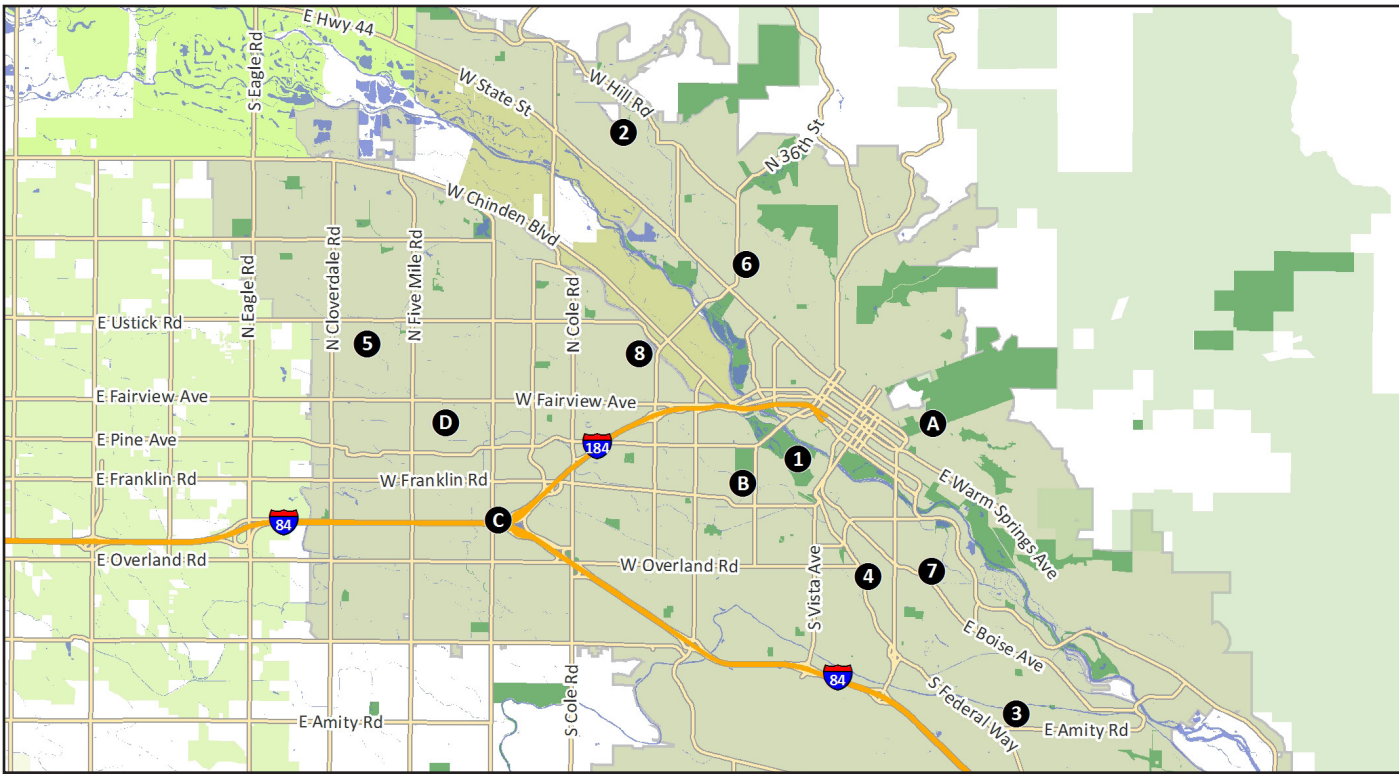 E Hwy 44
S Eagle Rd
W State St
W Hill Rd
2
N 36th St
W Chinden Blvd
N Cloverdale Rd
N Five Mile Rd
N Eagle Rd
6
N Cole Rd
E Ustick Rd
5
8
E Fairview Ave
W Fairview Ave
D
A
E Pine Ave
184
1
E Franklin Rd
W Franklin Rd
B
E Warm Springs Ave
84
C
E Overland Rd
W Overland Rd
S Vista Ave
4
7
E Boise Ave
84
S Cole Rd
S Federal Way
3
E Amity Rd
E Amity Rd